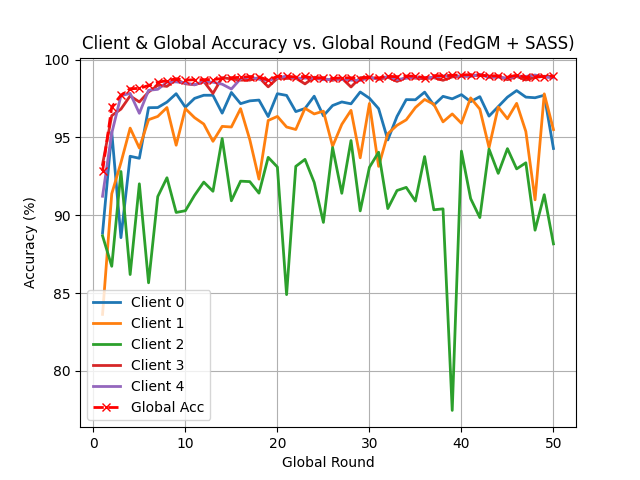 Client & Global Accuracy vs. Global Round (FedGM + SASS)
100
95
90
85
80
Accuracy (%)
Client 0
Client 1
Client 2
Client 3
Client 4
Global Acc
0
10
20
30
40
50
Global Round